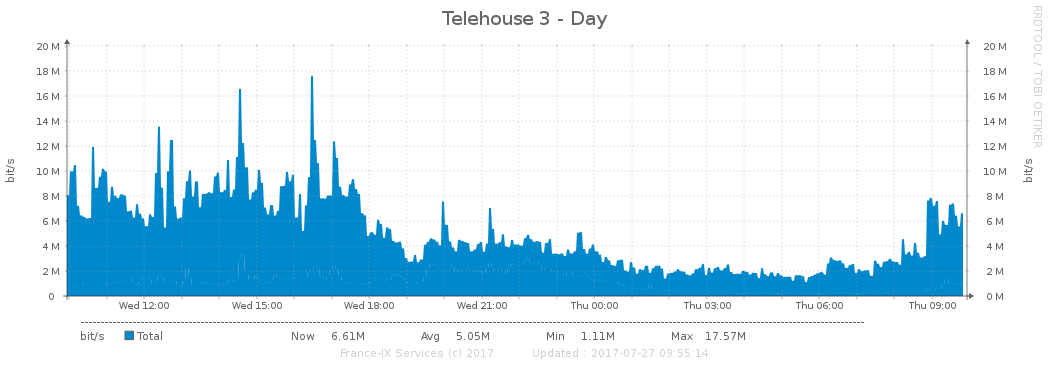 Telehouse 3 - Day
RRDTOOL / TOBI OETIKER
bit/s
20 M 20 M
18 M 18 M
16 M 16 M
14 M 14 M
12 M 12 M
10 M 10 M
8 M 8 M
6 M 6 M
4 M 4 M
2 M 2 M
0 0 M
bit/s
Wed 12:00 Wed 15:00 Wed 18:00 Wed 21:00 Thu 00:00 Thu 03:00 Thu 06:00 Thu 09:00
bit/s Total Now 6.61M Avg 5.05M Min 1.11M Max 17.57M
France-IX Services (c) 2017 Updated : 2017-07-27 09:55:14